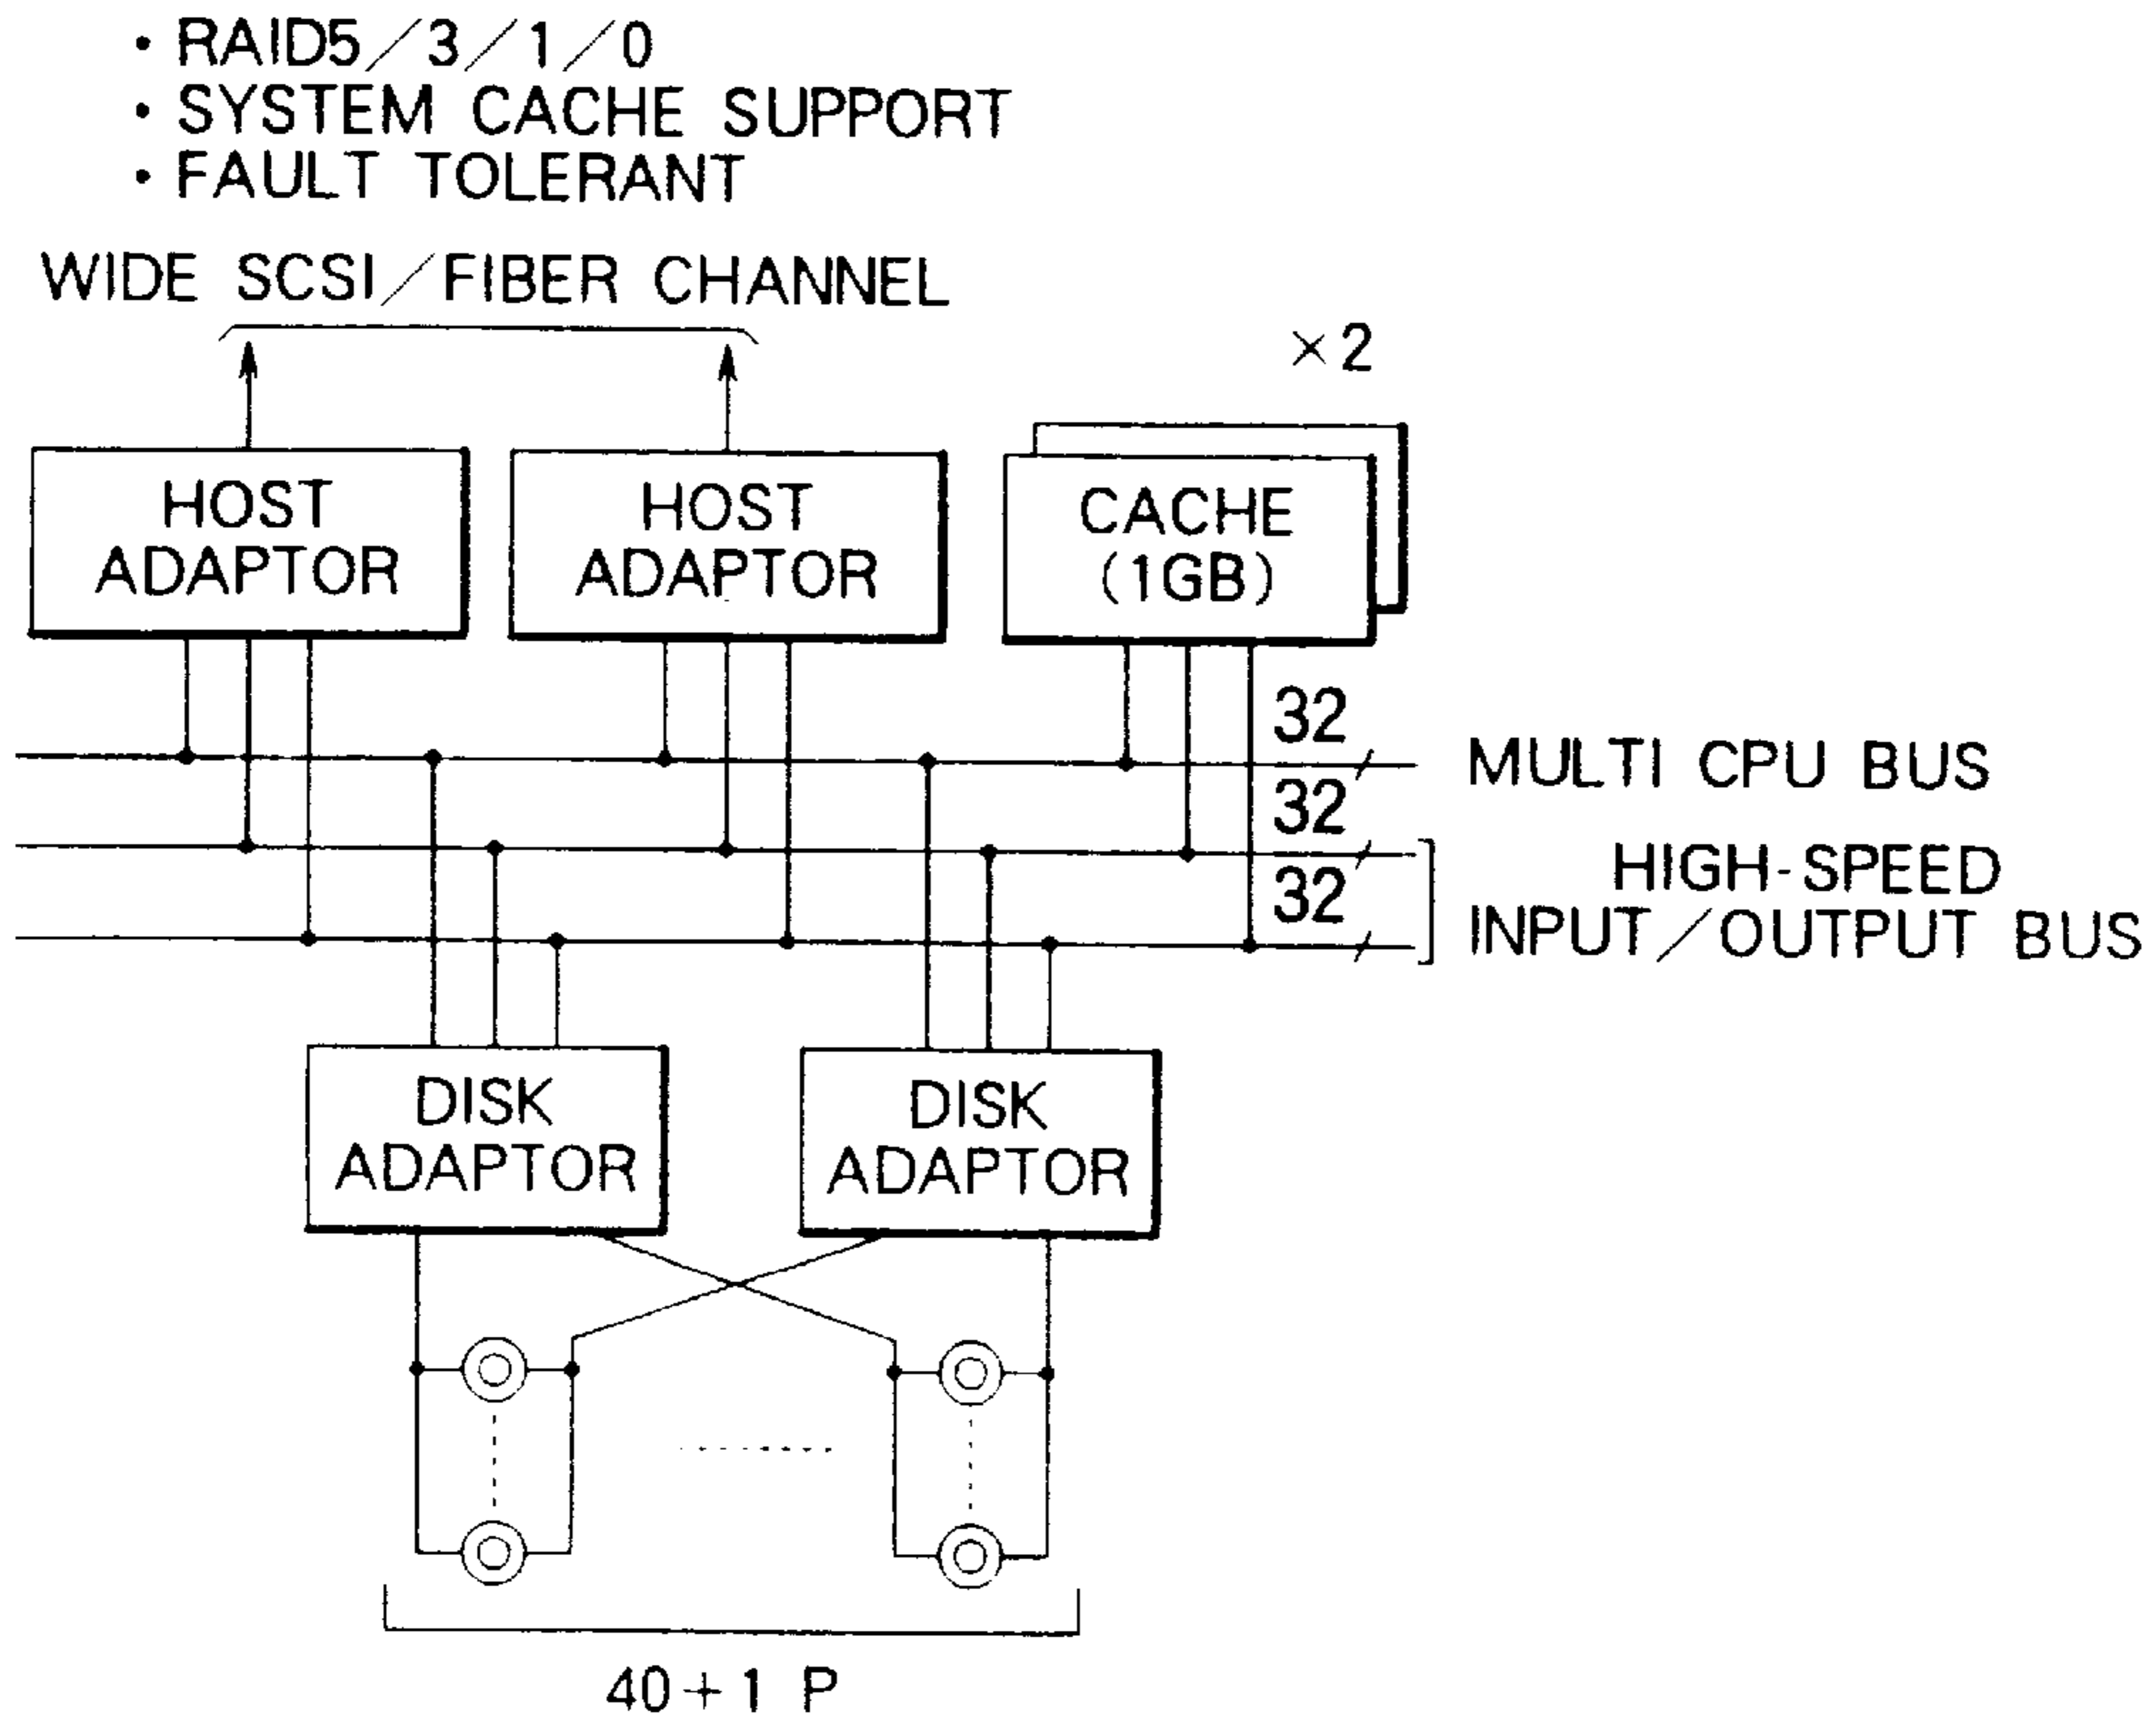 • RAID5/3/1/0
• SYSTEM CACHE SUPPORT
• FAULT TOLERANT
WIDE SCSI/FIBER CHANNEL
×2
HOST
ADAPTOR
HOST
ADAPTOR
CACHE
(1GB)
32
MULTI CPU BUS
32
32
HIGH-SPEED
INPUT/OUTPUT BUS
DISK
ADAPTOR
DISK
ADAPTOR
40+1 P